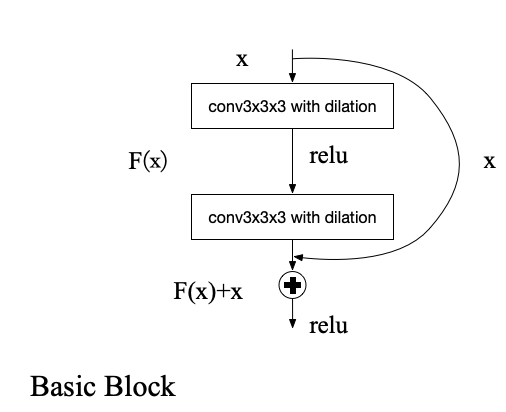 x
conv3x3x3 with dilation
F(x)
relu
x
conv3x3x3 with dilation
F(x)+x
relu
Basic Block